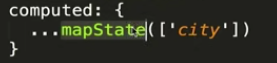 computed: {
  ...mapState(['city'])
}